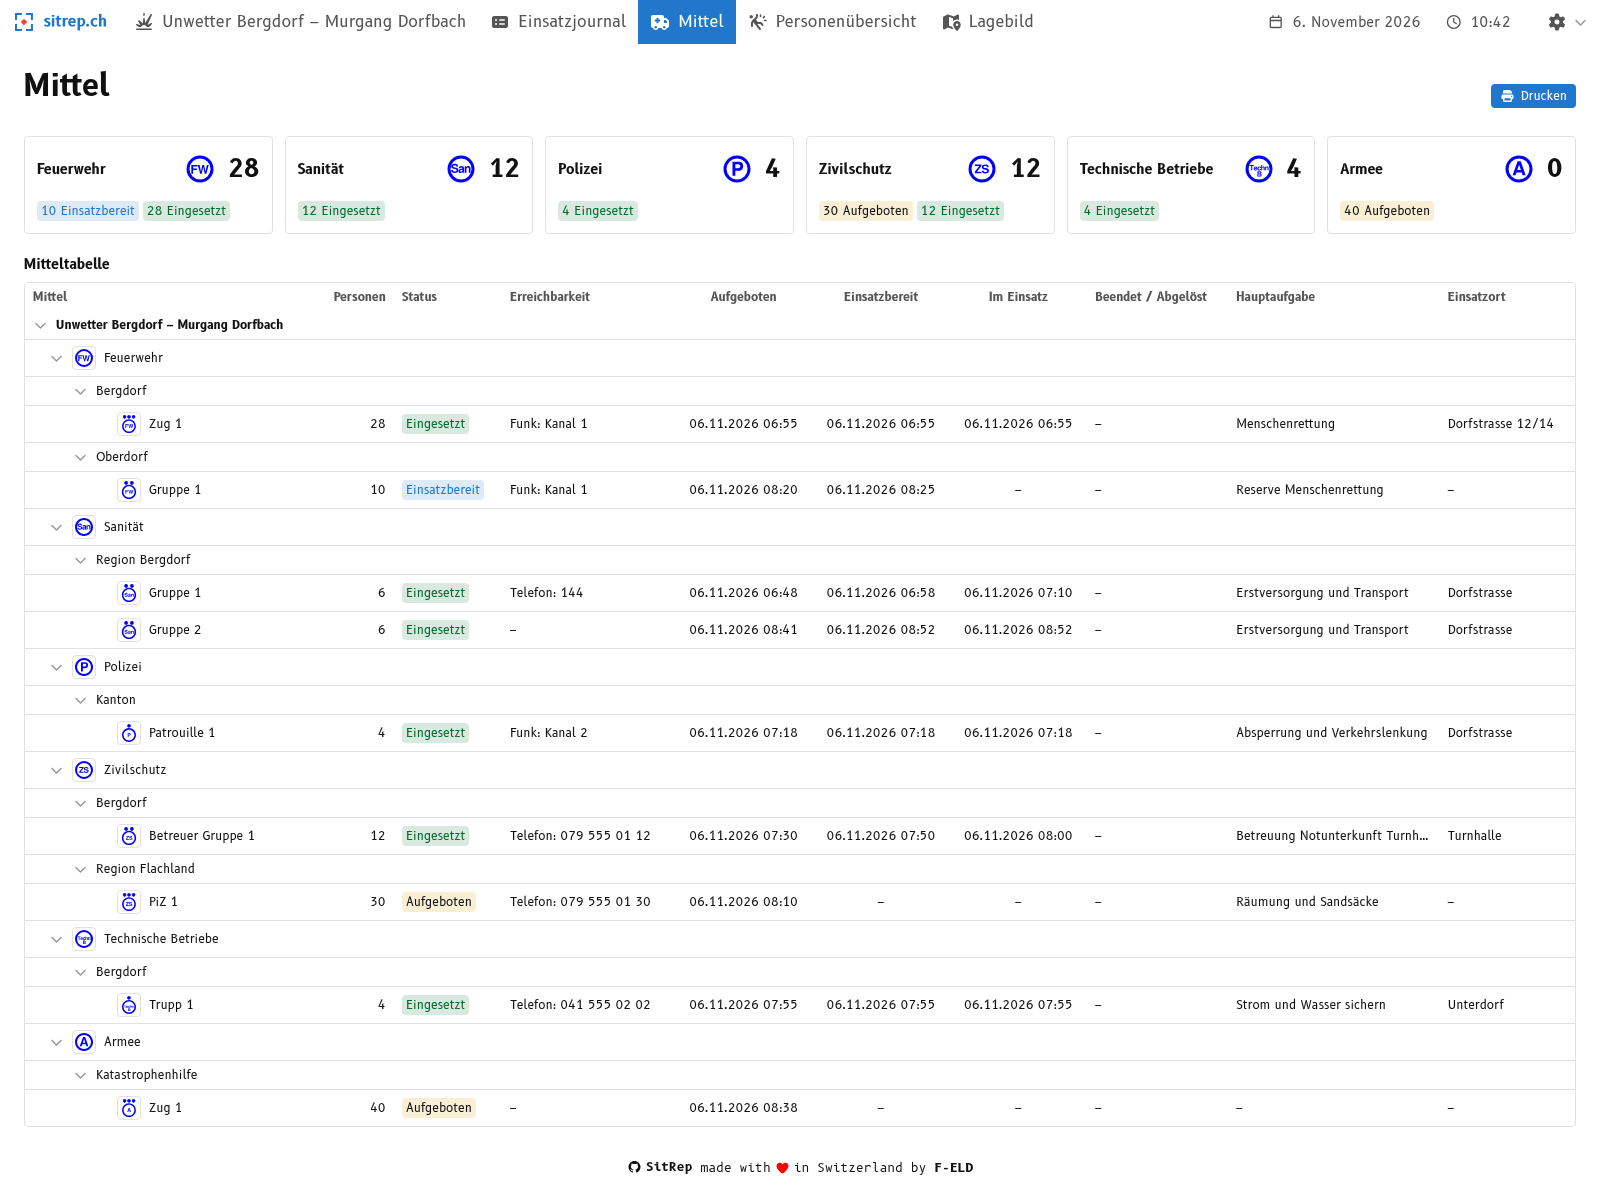 sitrep.ch Unwetter Bergdorf – Murgang Dorfbach Einsatzjournal Mittel Personenübersicht Lagebild 6. November 2026 10:42
Mittel
Drucken
Feuerwehr FW 28
10 Einsatzbereit 28 Eingesetzt
Sanität San 12
12 Eingesetzt
Polizei P 4
4 Eingesetzt
Zivilschutz ZS 12
30 Aufgeboten 12 Eingesetzt
Technische Betriebe 4
4 Eingesetzt
Armee A 0
40 Aufgeboten
Mitteltabelle
Mittel Personen Status Erreichbarkeit Aufgeboten Einsatzbereit Im Einsatz Beendet / Abgelöst Hauptaufgabe Einsatzort
Unwetter Bergdorf – Murgang Dorfbach
FW Feuerwehr
Bergdorf
FW Zug 1 28 Eingesetzt Funk: Kanal 1 06.11.2026 06:55 06.11.2026 06:55 06.11.2026 06:55 – Menschenrettung Dorfstrasse 12/14
Oberdorf
FW Gruppe 1 10 Einsatzbereit Funk: Kanal 1 06.11.2026 08:20 06.11.2026 08:25 – – Reserve Menschenrettung –
San Sanität
Region Bergdorf
San Gruppe 1 6 Eingesetzt Telefon: 144 06.11.2026 06:48 06.11.2026 06:58 06.11.2026 07:10 – Erstversorgung und Transport Dorfstrasse
San Gruppe 2 6 Eingesetzt – 06.11.2026 08:41 06.11.2026 08:52 06.11.2026 08:52 – Erstversorgung und Transport Dorfstrasse
P Polizei
Kanton
P Patrouille 1 4 Eingesetzt Funk: Kanal 2 06.11.2026 07:18 06.11.2026 07:18 06.11.2026 07:18 – Absperrung und Verkehrslenkung Dorfstrasse
ZS Zivilschutz
Bergdorf
ZS Betreuer Gruppe 1 12 Eingesetzt Telefon: 079 555 01 12 06.11.2026 07:30 06.11.2026 07:50 06.11.2026 08:00 – Betreuung Notunterkunft Turnh... Turnhalle
Region Flachland
ZS PiZ 1 30 Aufgeboten Telefon: 079 555 01 30 06.11.2026 08:10 – – – Räumung und Sandsäcke –
Technische Betriebe
Bergdorf
Trupp 1 4 Eingesetzt Telefon: 041 555 02 02 06.11.2026 07:55 06.11.2026 07:55 06.11.2026 07:55 – Strom und Wasser sichern Unterdorf
A Armee
Katastrophenhilfe
A Zug 1 40 Aufgeboten – 06.11.2026 08:38 – – – – –
SitRep made with in Switzerland by F-ELD